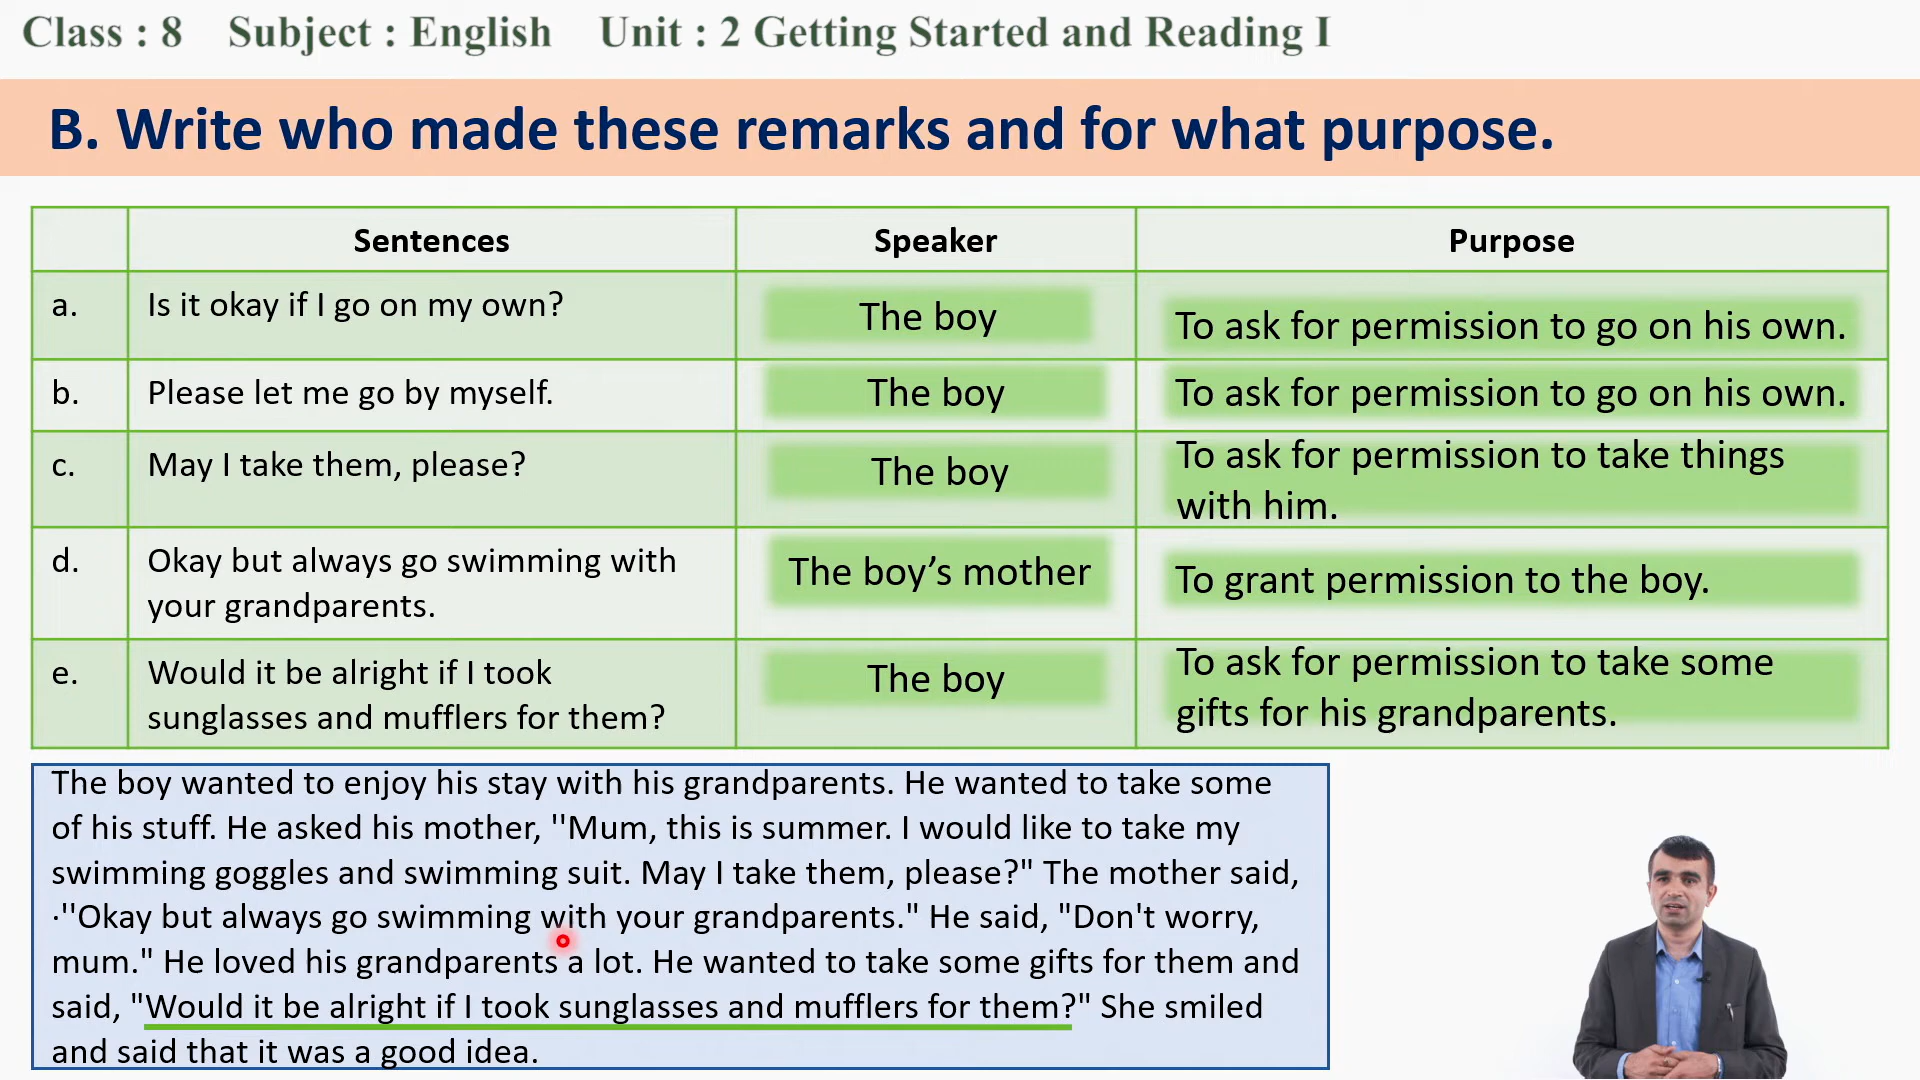 Class : 8 Subject : English Unit : 2 Getting Started and Reading I
B. Write who made these remarks and for what purpose.
Sentences Speaker Purpose
a. Is it okay if I go on my own? The boy To ask for permission to go on his own.
b. Please let me go by myself. The boy To ask for permission to go on his own.
c. May I take them, please? The boy To ask for permission to take things
with him.
d. Okay but always go swimming with
your grandparents. The boy’s mother To grant permission to the boy.
e. Would it be alright if I took
sunglasses and mufflers for them? The boy To ask for permission to take some
gifts for his grandparents.
The boy wanted to enjoy his stay with his grandparents. He wanted to take some
of his stuff. He asked his mother, ''Mum, this is summer. I would like to take my
swimming goggles and swimming suit. May I take them, please?" The mother said,
·''Okay but always go swimming with your grandparents." He said, "Don't worry,
mum." He loved his grandparents a lot. He wanted to take some gifts for them and
said, "Would it be alright if I took sunglasses and mufflers for them?" She smiled
and said that it was a good idea.